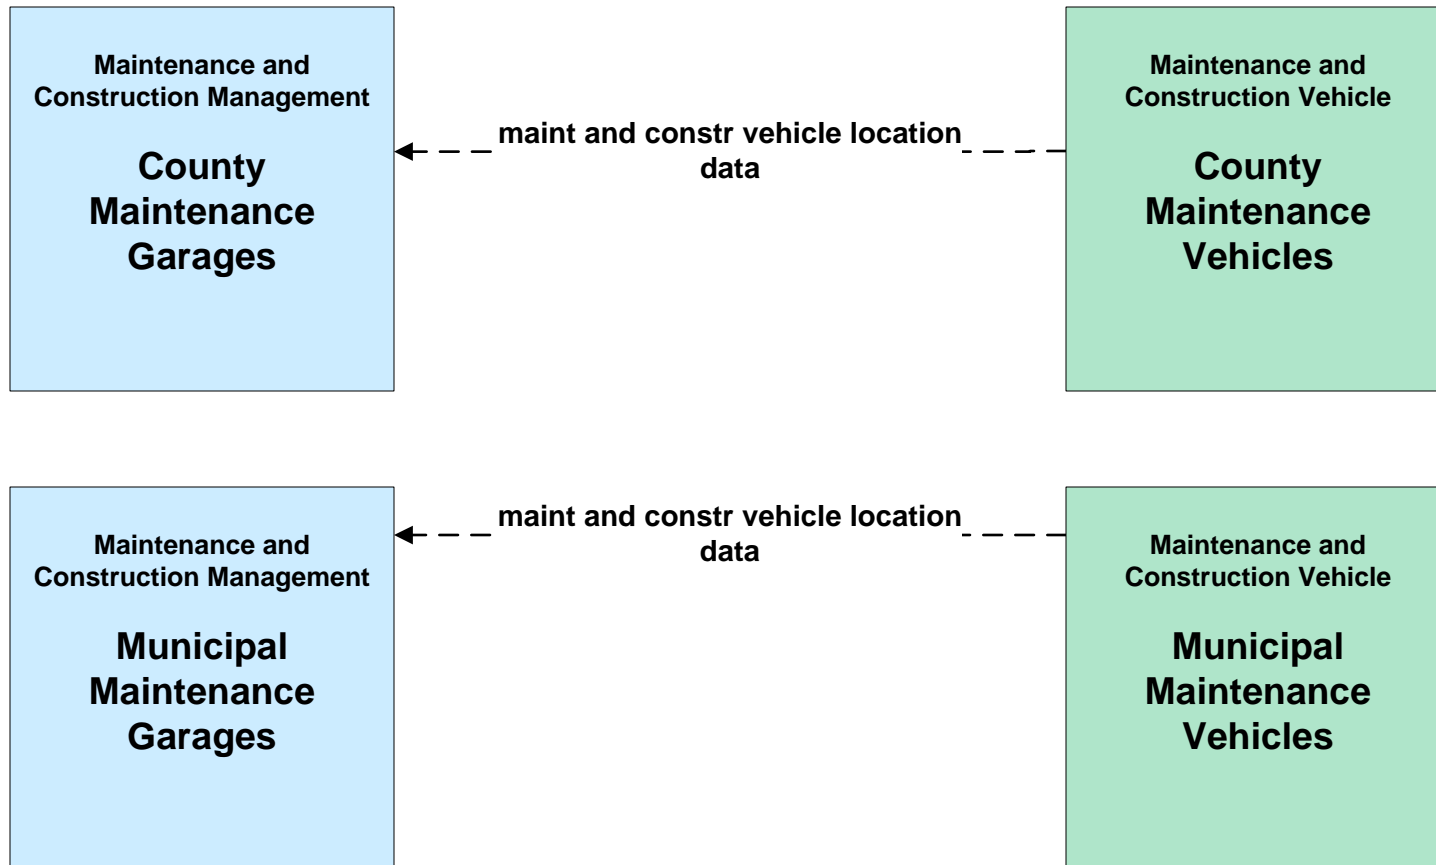 Maintenance and
Construction Management
County
Maintenance
Garages
maint and constr vehicle location
data
Maintenance and
Construction Vehicle
County
Maintenance
Vehicles
Maintenance and
Construction Management
Municipal
Maintenance
Garages
maint and constr vehicle location
data
Maintenance and
Construction Vehicle
Municipal
Maintenance
Vehicles